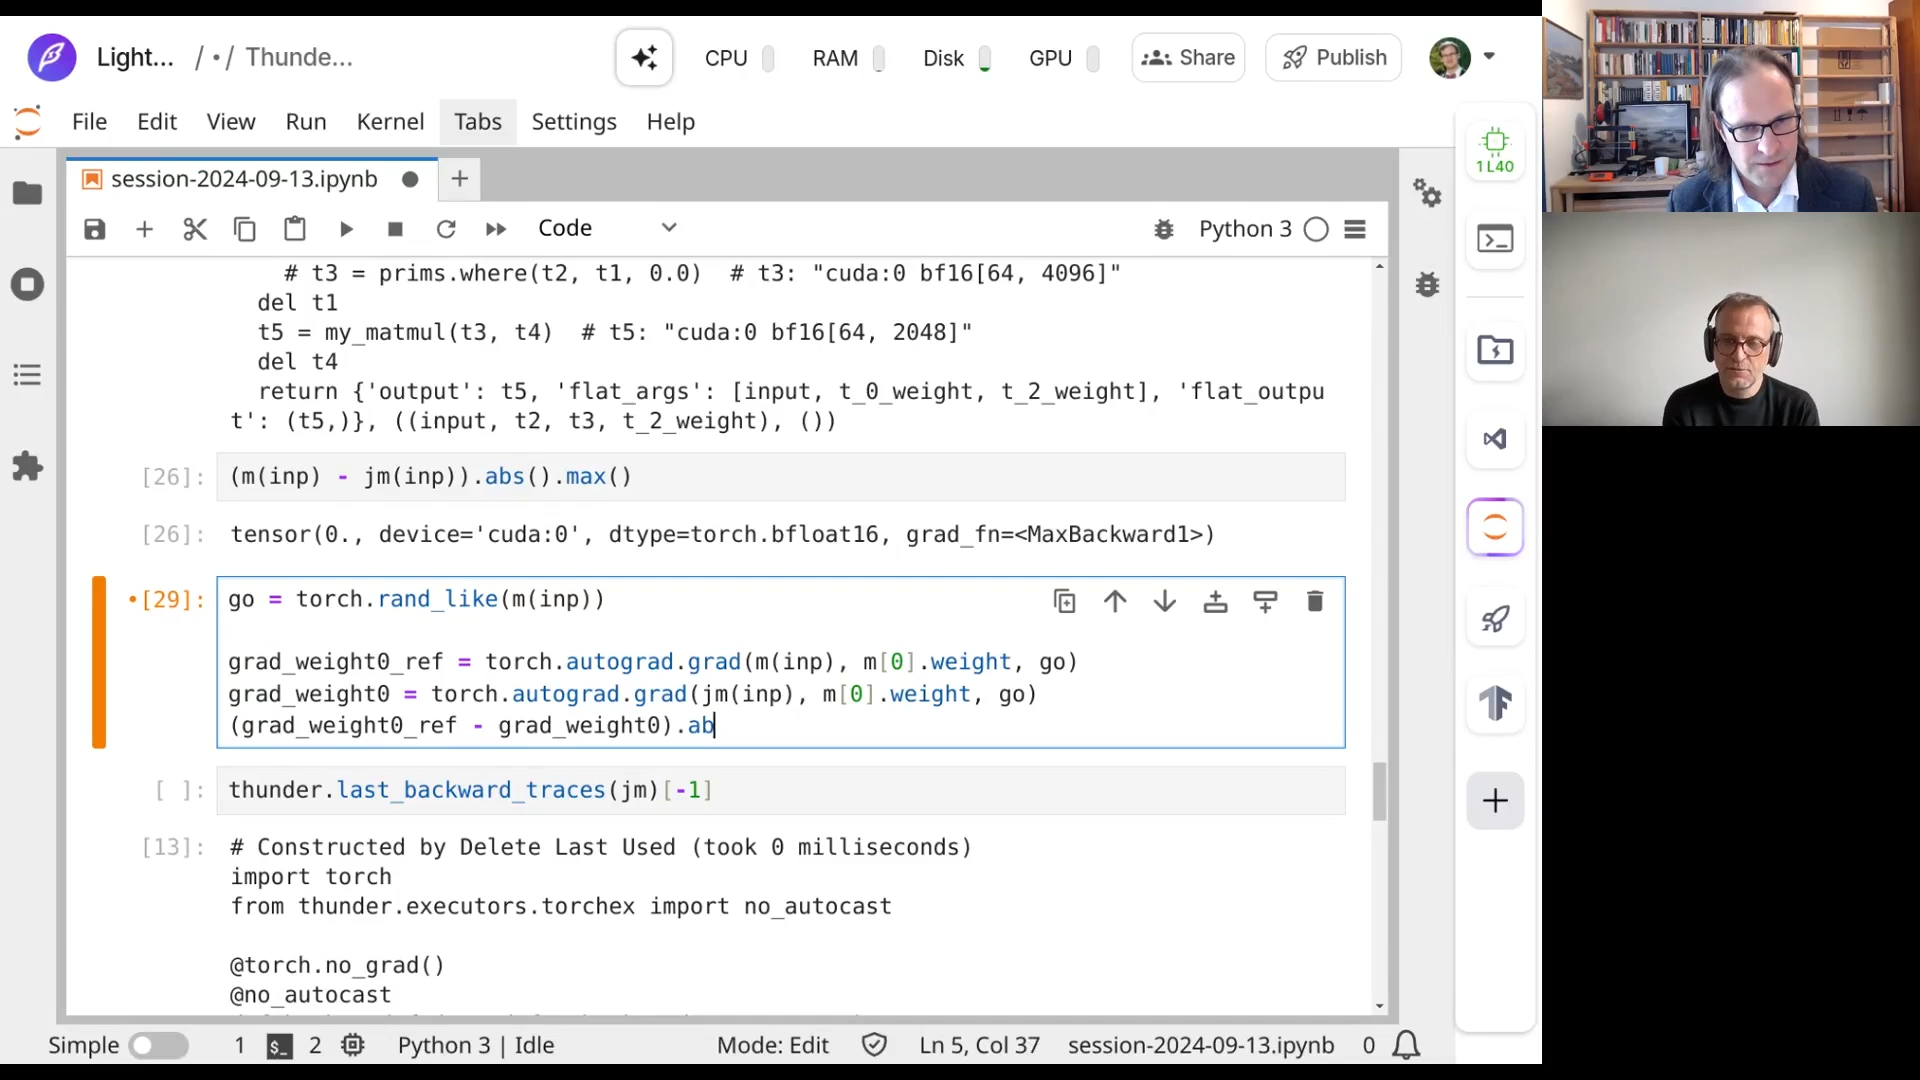 Light... / • / Thunde...
CPU RAM Disk GPU Share Publish
File Edit View Run Kernel Tabs Settings Help
session-2024-09-13.ipynb
Code
Python 3
1 L40
# t3 = prims.where(t2, t1, 0.0)  # t3: "cuda:0 bf16[64, 4096]"
del t1
t5 = my_matmul(t3, t4)  # t5: "cuda:0 bf16[64, 2048]"
del t4
return {'output': t5, 'flat_args': [input, t_0_weight, t_2_weight], 'flat_outpu
t': (t5,)}, ((input, t2, t3, t_2_weight), ())
[26]: (m(inp) - jm(inp)).abs().max()
[26]: tensor(0., device='cuda:0', dtype=torch.bfloat16, grad_fn=<MaxBackward1>)
•[29]: go = torch.rand_like(m(inp))
grad_weight0_ref = torch.autograd.grad(m(inp), m[0].weight, go)
grad_weight0 = torch.autograd.grad(jm(inp), m[0].weight, go)
(grad_weight0_ref - grad_weight0).ab
[ ]: thunder.last_backward_traces(jm)[-1]
[13]: # Constructed by Delete Last Used (took 0 milliseconds)
import torch
from thunder.executors.torchex import no_autocast
@torch.no_grad()
@no_autocast
Simple 1 $_ 2 Python 3 | Idle Mode: Edit Ln 5, Col 37 session-2024-09-13.ipynb 0